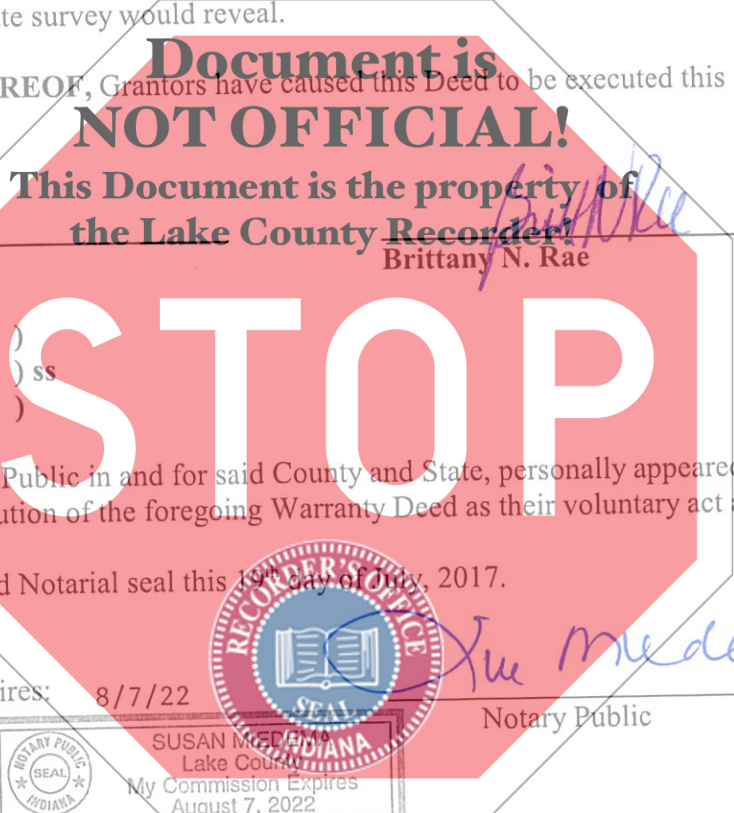 te survey would reveal.
Document is
REOF, Grantors have caused this Deed to be executed this
NOT OFFICIAL!
This Document is the property of
the Lake County Recorder!
Brittany N. Rae
)
) ss
)
STOP
Public in and for said County and State, personally appeared
ution of the foregoing Warranty Deed as their voluntary act a
d Notarial seal this 19th day of July, 2017.
RECORDER'S OFFICE
SEAL
INDIANA
Sue Miede
ires: 8/7/22
Notary Public
NOTARY PUBLIC
SEAL
INDIANA
SUSAN MIEDEMA
Lake County
My Commission Expires
August 7, 2022